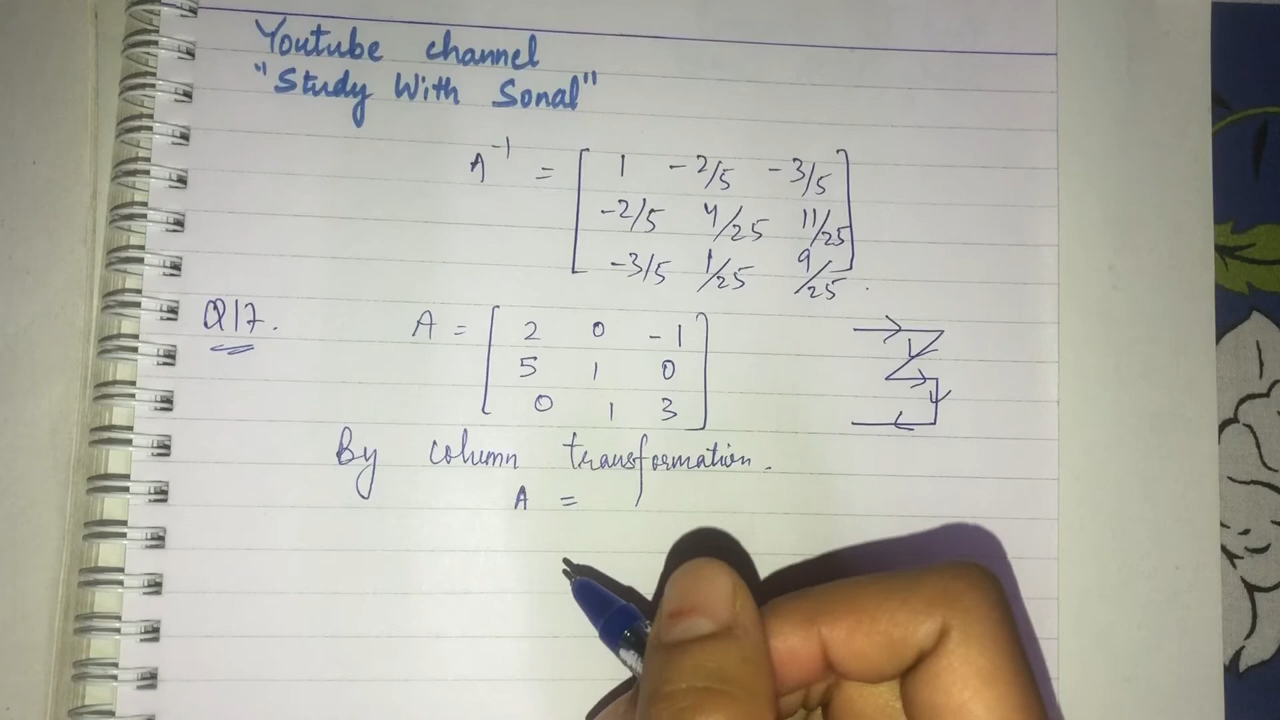 Youtube channel
"Study With Sonal"
A⁻¹ = [ 1 -2/5 -3/5
-2/5 4/25 11/25
-3/5 1/25 9/25 ] .
Q17. A = [ 2 0 -1
5 1 0
0 1 3 ]
By column transformation.
A =